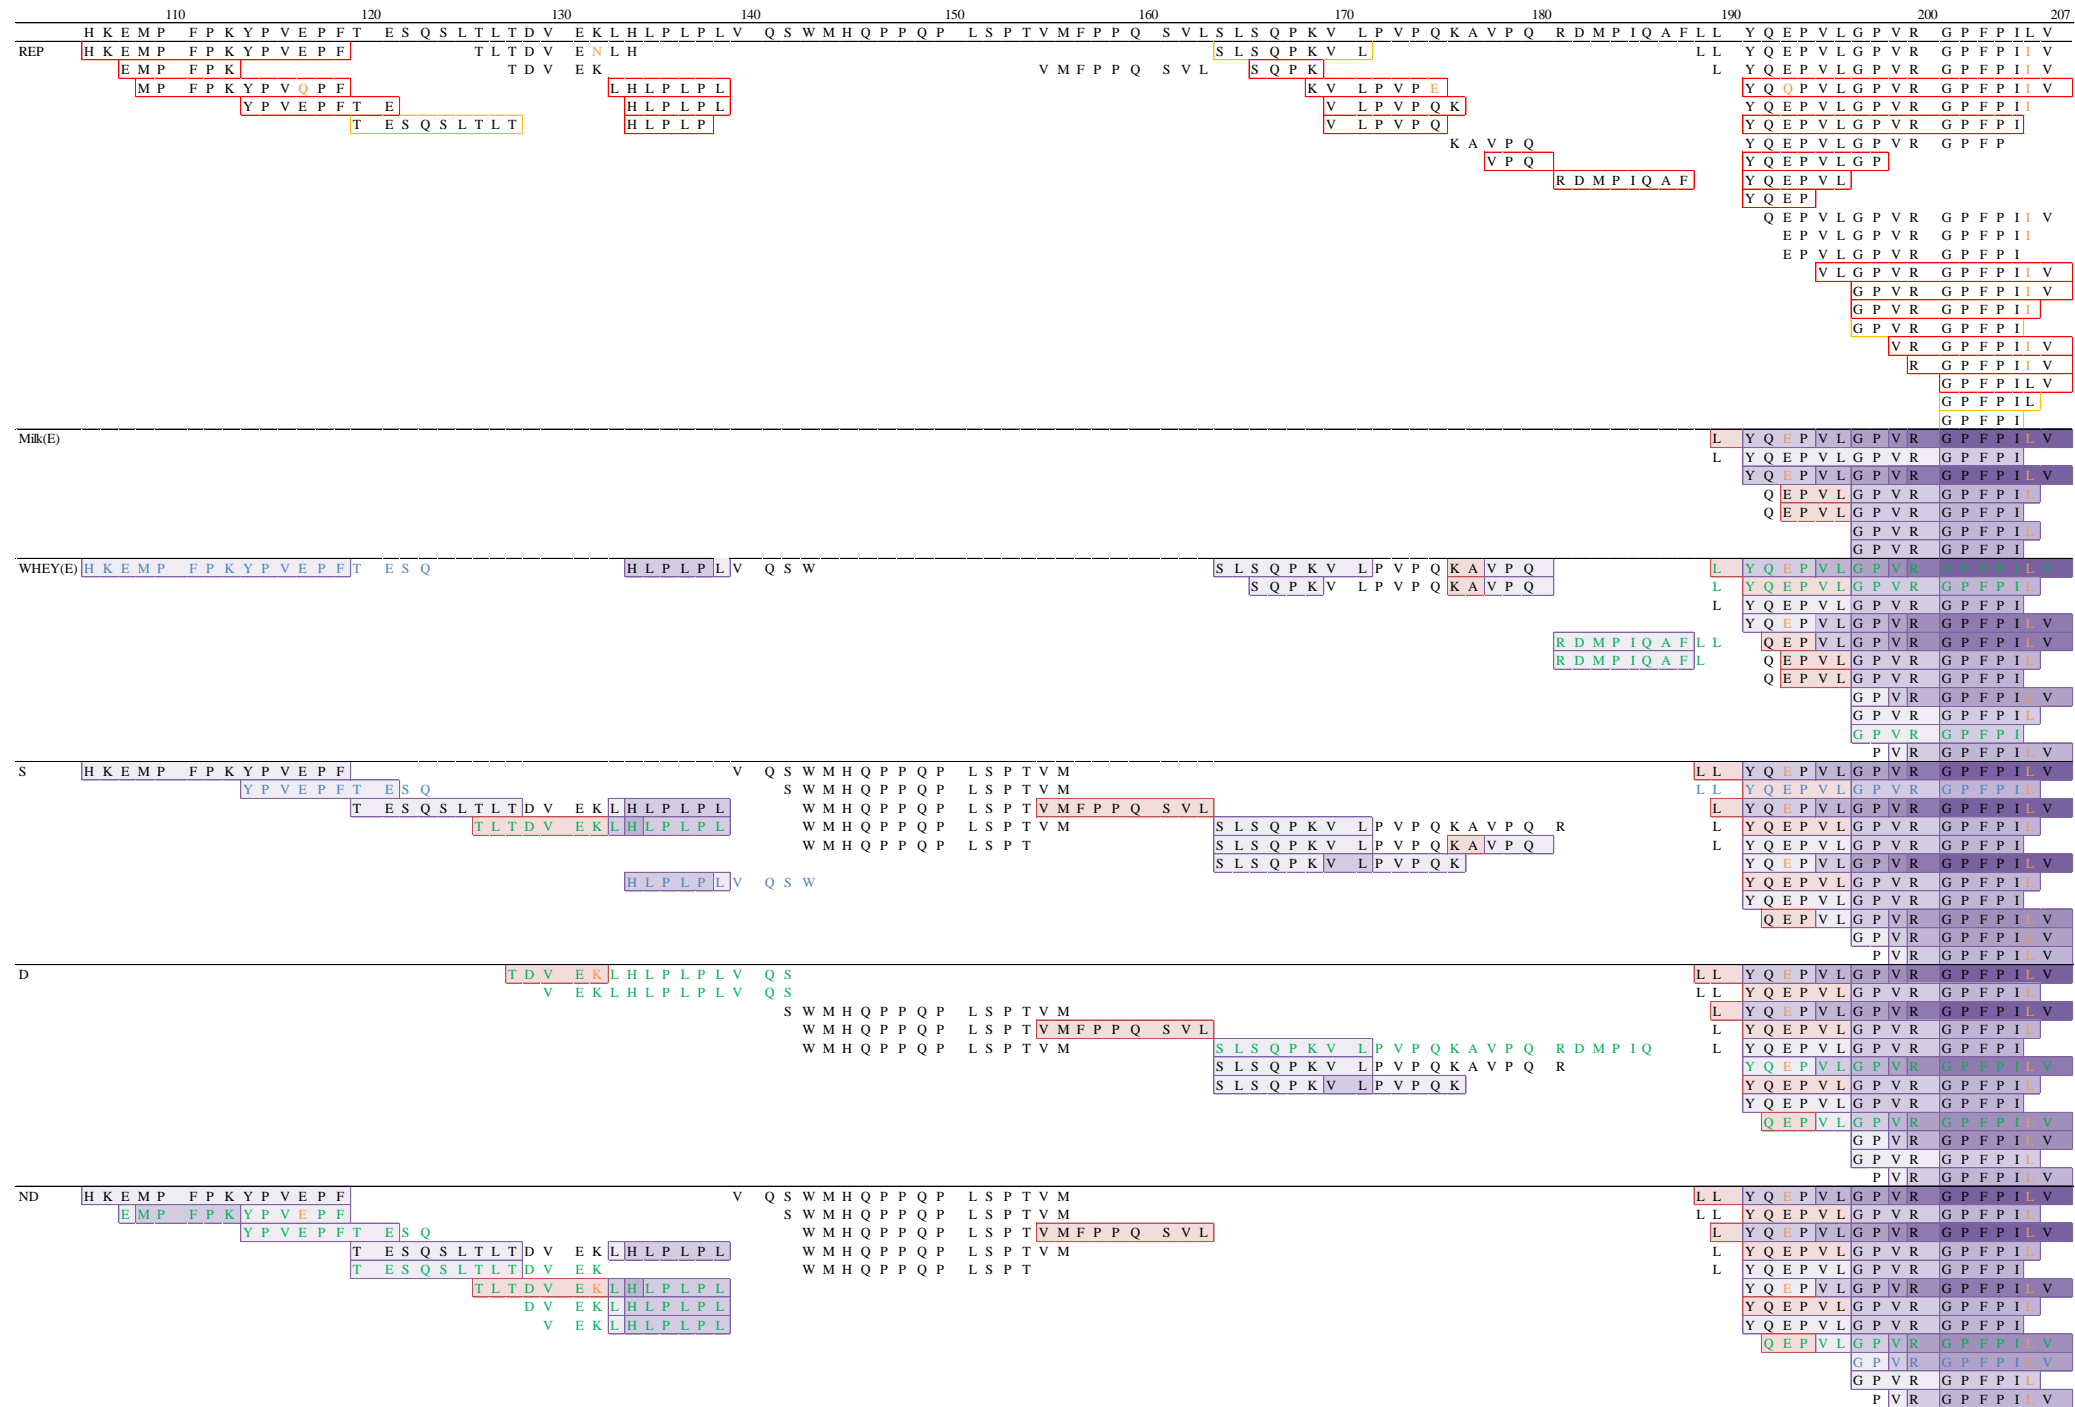 110 120 130 140 150 160 170 180 190 200 207
H K E M P F P K Y P V E P F T E S Q S L T L T D V E K L H L P L P L V Q S W M H Q P P Q P L S P T V M F P P Q S V L S L S Q P K V L P V P Q K A V P Q R D M P I Q A F L L Y Q E P V L G P V R G P F P I L V
REP H K E M P F P K Y P V E P F T L T D V E N L H S L S Q P K V L L L Y Q E P V L G P V R G P F P I I V
E M P F P K T D V E K V M F P P Q S V L S Q P K L Y Q E P V L G P V R G P F P I I V
M P F P K Y P V Q P F L H L P L P L K V L P V P E Y Q Q P V L G P V R G P F P I I V
Y P V E P F T E H L P L P L V L P V P Q K Y Q E P V L G P V R G P F P I I
T E S Q S L T L T H L P L P V L P V P Q Y Q E P V L G P V R G P F P I
K A V P Q Y Q E P V L G P V R G P F P
V P Q Y Q E P V L G P
R D M P I Q A F Y Q E P V L
Y Q E P
Q E P V L G P V R G P F P I I V
E P V L G P V R G P F P I I
E P V L G P V R G P F P I
V L G P V R G P F P I I V
G P V R G P F P I I V
G P V R G P F P I I
G P V R G P F P I
V R G P F P I I V
R G P F P I I V
G P F P I L V
G P F P I L
G P F P I
Milk(E) L Y Q E P V L G P V R G P F P I L V
L Y Q E P V L G P V R G P F P I
Y Q E P V L G P V R G P F P I L V
Q E P V L G P V R G P F P I L
Q E P V L G P V R G P F P I
G P V R G P F P I L
G P V R G P F P I
WHEY(E) H K E M P F P K Y P V E P F T E S Q H L P L P L V Q S W S L S Q P K V L P V P Q K A V P Q L Y Q E P V L G P V R G P F P I L V
S Q P K V L P V P Q K A V P Q L Y Q E P V L G P V R G P F P I L
L Y Q E P V L G P V R G P F P I
Y Q E P V L G P V R G P F P I L V
R D M P I Q A F L L Q E P V L G P V R G P F P I L V
R D M P I Q A F L Q E P V L G P V R G P F P I L
Q E P V L G P V R G P F P I
G P V R G P F P I L V
G P V R G P F P I L
G P V R G P F P I
P V R G P F P I L V
S H K E M P F P K Y P V E P F V Q S W M H Q P P Q P L S P T V M L L Y Q E P V L G P V R G P F P I L V
Y P V E P F T E S Q S W M H Q P P Q P L S P T V M L L Y Q E P V L G P V R G P F P I L
T E S Q S L T L T D V E K L H L P L P L W M H Q P P Q P L S P T V M F P P Q S V L L Y Q E P V L G P V R G P F P I L V
T L T D V E K L H L P L P L W M H Q P P Q P L S P T V M S L S Q P K V L P V P Q K A V P Q R L Y Q E P V L G P V R G P F P I L
W M H Q P P Q P L S P T S L S Q P K V L P V P Q K A V P Q L Y Q E P V L G P V R G P F P I
S L S Q P K V L P V P Q K Y Q E P V L G P V R G P F P I L V
H L P L P L V Q S W Y Q E P V L G P V R G P F P I L
Y Q E P V L G P V R G P F P I
Q E P V L G P V R G P F P I L V
G P V R G P F P I L V
P V R G P F P I L V
D T D V E K L H L P L P L V Q S L L Y Q E P V L G P V R G P F P I L V
V E K L H L P L P L V Q S L L Y Q E P V L G P V R G P F P I L
S W M H Q P P Q P L S P T V M L Y Q E P V L G P V R G P F P I L V
W M H Q P P Q P L S P T V M F P P Q S V L L Y Q E P V L G P V R G P F P I L
W M H Q P P Q P L S P T V M S L S Q P K V L P V P Q K A V P Q R D M P I Q L Y Q E P V L G P V R G P F P I
S L S Q P K V L P V P Q K A V P Q R Y Q E P V L G P V R G P F P I L V
S L S Q P K V L P V P Q K Y Q E P V L G P V R G P F P I L
Y Q E P V L G P V R G P F P I
Q E P V L G P V R G P F P I L V
G P V R G P F P I L V
G P V R G P F P I L
P V R G P F P I L V
ND H K E M P F P K Y P V E P F V Q S W M H Q P P Q P L S P T V M L L Y Q E P V L G P V R G P F P I L V
E M P F P K Y P V E P F S W M H Q P P Q P L S P T V M L L Y Q E P V L G P V R G P F P I L
Y P V E P F T E S Q W M H Q P P Q P L S P T V M F P P Q S V L L Y Q E P V L G P V R G P F P I L V
T E S Q S L T L T D V E K L H L P L P L W M H Q P P Q P L S P T V M L Y Q E P V L G P V R G P F P I L
T E S Q S L T L T D V E K W M H Q P P Q P L S P T L Y Q E P V L G P V R G P F P I
T L T D V E K L H L P L P L Y Q E P V L G P V R G P F P I L V
D V E K L H L P L P L Y Q E P V L G P V R G P F P I L
V E K L H L P L P L Y Q E P V L G P V R G P F P I
Q E P V L G P V R G P F P I L V
G P V R G P F P I L V
G P V R G P F P I L
P V R G P F P I L V